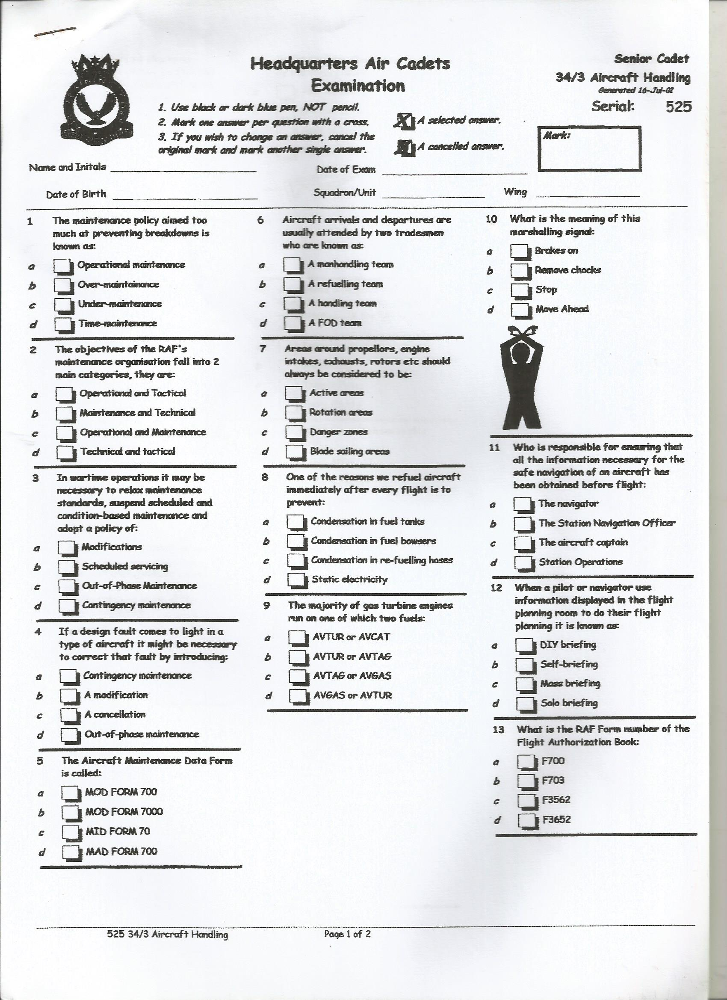 Headquarters Air Cadets
Examination
Senior Cadet
34/3 Aircraft Handling
Generated 16-Jul-02
Serial: 525
1. Use black or dark blue pen, NOT pencil.
2. Mark one answer per question with a cross.
3. If you wish to change an answer, cancel the
original mark and mark another single answer.
A selected answer.
A cancelled answer.
Mark:
Name and Initals
Date of Exam
Date of Birth
Squadron/Unit
Wing
1 The maintenance policy aimed too
much at preventing breakdowns is
known as:
a Operational maintenance
b Over-maintainance
c Under-maintenance
d Time-maintenance
2 The objectives of the RAF's
maintenance organisation fall into 2
main categories, they are:
a Operational and Tactical
b Maintenance and Technical
c Operational and Maintenance
d Technical and tactical
3 In wartime operations it may be
necessary to relax maintenance
standards, suspend scheduled and
condition-based maintenance and
adopt a policy of:
a Modifications
b Scheduled servicing
c Out-of-Phase Maintenance
d Contingency maintenance
4 If a design fault comes to light in a
type of aircraft it might be necessary
to correct that fault by introducing:
a Contingency maintenance
b A modification
c A cancellation
d Out-of-phase maintenance
5 The Aircraft Maintenance Data Form
is called:
a MOD FORM 700
b MOD FORM 7000
c MID FORM 70
d MAD FORM 700
6 Aircraft arrivals and departures are
usually attended by two tradesmen
who are known as:
a A manhandling team
b A refuelling team
c A handling team
d A FOD team
7 Areas around propellors, engine
intakes, exhausts, rotors etc should
always be considered to be:
a Active areas
b Rotation areas
c Danger zones
d Blade sailing areas
8 One of the reasons we refuel aircraft
immediately after every flight is to
prevent:
a Condensation in fuel tanks
b Condensation in fuel bowsers
c Condensation in re-fuelling hoses
d Static electricity
9 The majority of gas turbine engines
run on one of which two fuels:
a AVTUR or AVCAT
b AVTUR or AVTAG
c AVTAG or AVGAS
d AVGAS or AVTUR
10 What is the meaning of this
marshalling signal:
a Brakes on
b Remove chocks
c Stop
d Move Ahead
11 Who is responsible for ensuring that
all the information necessary for the
safe navigation of an aircraft has
been obtained before flight:
a The navigator
b The Station Navigation Officer
c The aircraft captain
d Station Operations
12 When a pilot or navigator use
information displayed in the flight
planning room to do their flight
planning it is known as:
a DIY briefing
b Self-briefing
c Mass briefing
d Solo briefing
13 What is the RAF Form number of the
Flight Authorization Book:
a F700
b F703
c F3562
d F3652
525 34/3 Aircraft Handling
Page 1 of 2